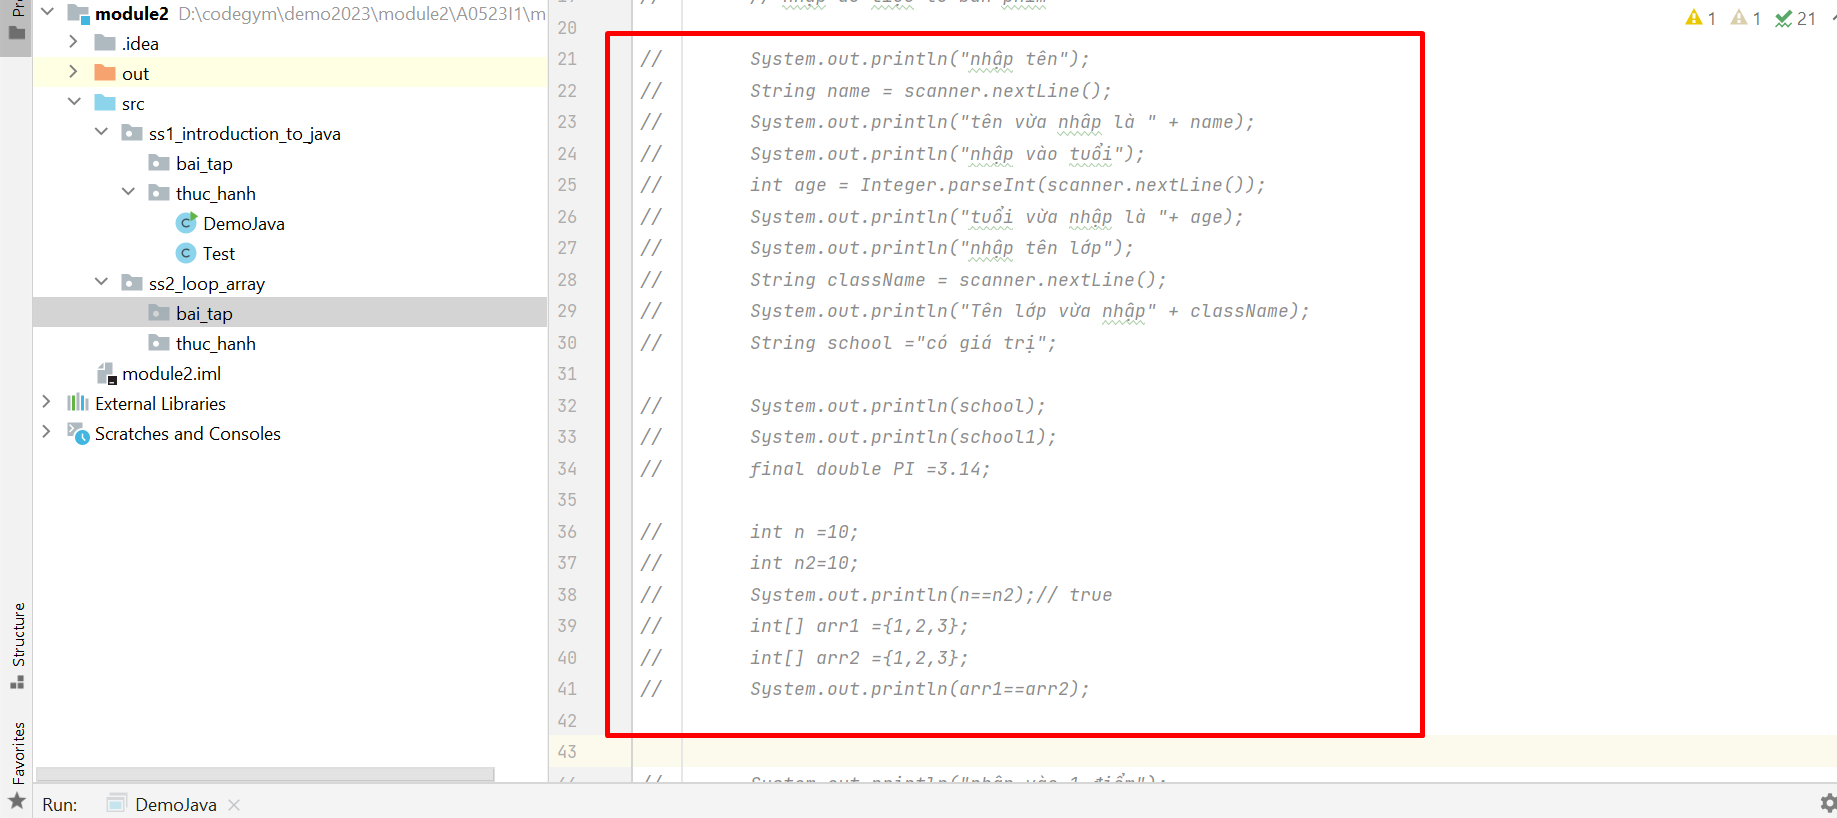 module2 D:\codegym\demo2023\module2\A0523I1\m
.idea
out
src
ss1_introduction_to_java
bai_tap
thuc_hanh
DemoJava
Test
ss2_loop_array
bai_tap
thuc_hanh
module2.iml
External Libraries
Scratches and Consoles
Structure
Favorites
1 1 21
20
21 // System.out.println("nhập tên");
22 // String name = scanner.nextLine();
23 // System.out.println("tên vừa nhâp là " + name);
24 // System.out.println("nhập vào tuổi");
25 // int age = Integer.parseInt(scanner.nextLine());
26 // System.out.println("tuổi vừa nhập là "+ age);
27 // System.out.println("nhập tên lớp");
28 // String className = scanner.nextLine();
29 // System.out.println("Tên lớp vừa nhập" + className);
30 // String school ="có giá trị";
31
32 // System.out.println(school);
33 // System.out.println(school1);
34 // final double PI =3.14;
35
36 // int n =10;
37 // int n2=10;
38 // System.out.println(n==n2);// true
39 // int[] arr1 ={1,2,3};
40 // int[] arr2 ={1,2,3};
41 // System.out.println(arr1==arr2);
42
43
// System.out.println("nhập vào 1 điểm");
Run: DemoJava